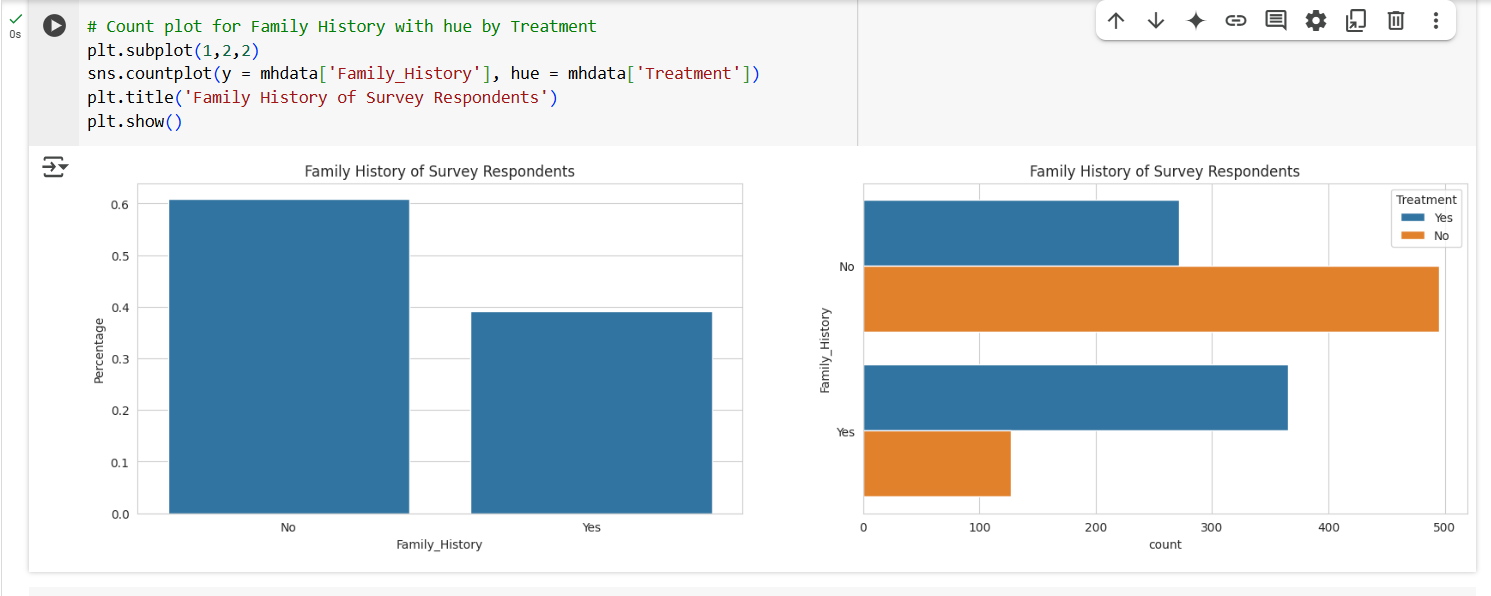 0s
# Count plot for Family History with hue by Treatment
plt.subplot(1,2,2)
sns.countplot(y = mhdata['Family_History'], hue = mhdata['Treatment'])
plt.title('Family History of Survey Respondents')
plt.show()
Family History of Survey Respondents
Percentage
0.6
0.5
0.4
0.3
0.2
0.1
0.0
No Yes
Family_History
Family History of Survey Respondents
Treatment
Yes
No
Family_History
No
Yes
0 100 200 300 400 500
count